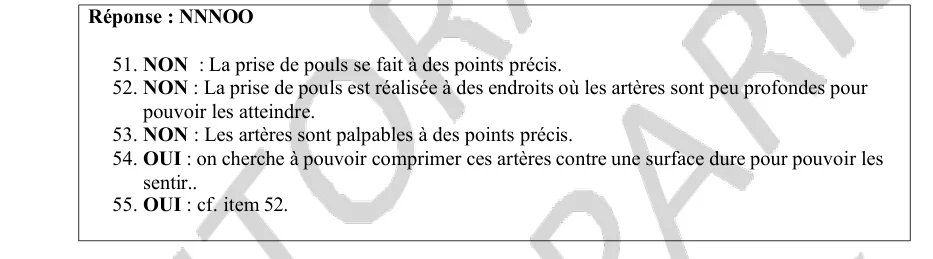 Réponse : NNNOO
51. NON : La prise de pouls se fait à des points précis.
52. NON : La prise de pouls est réalisée à des endroits où les artères sont peu profondes pour
pouvoir les atteindre.
53. NON : Les artères sont palpables à des points précis.
54. OUI : on cherche à pouvoir comprimer ces artères contre une surface dure pour pouvoir les
sentir..
55. OUI : cf. item 52.